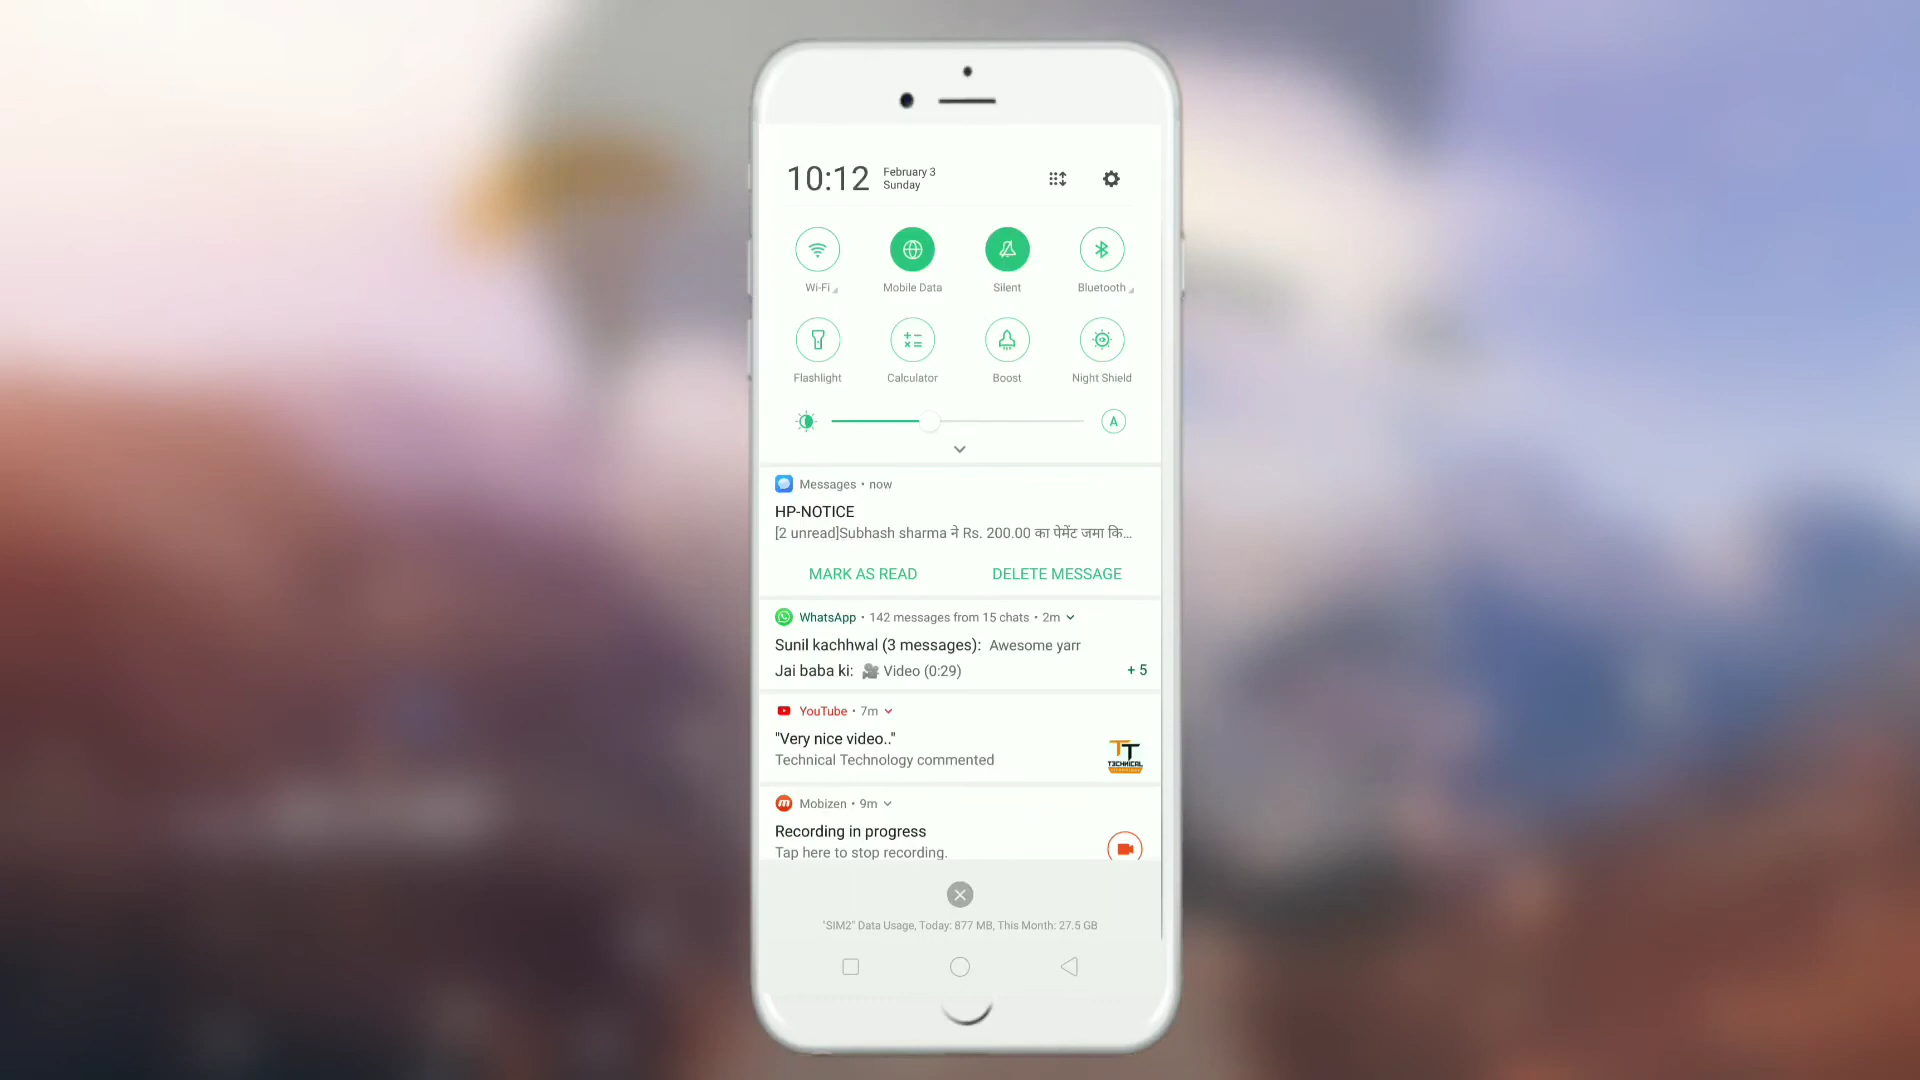 10:12
February 3
Sunday
Wi-Fi
Mobile Data
Silent
Bluetooth
Flashlight
Calculator
Boost
Night Shield
A
Messages • now
HP-NOTICE
[2 unread]Subhash sharma ने Rs. 200.00 का पेमेंट जमा कि...
MARK AS READ
DELETE MESSAGE
WhatsApp • 142 messages from 15 chats • 2m
Sunil kachhwal (3 messages): Awesome yarr
Jai baba ki: Video (0:29)
+ 5
YouTube • 7m
"Very nice video.."
Technical Technology commented
TT
TECHNICAL
Mobizen • 9m
Recording in progress
Tap here to stop recording.
"SIM2" Data Usage, Today: 877 MB, This Month: 27.5 GB